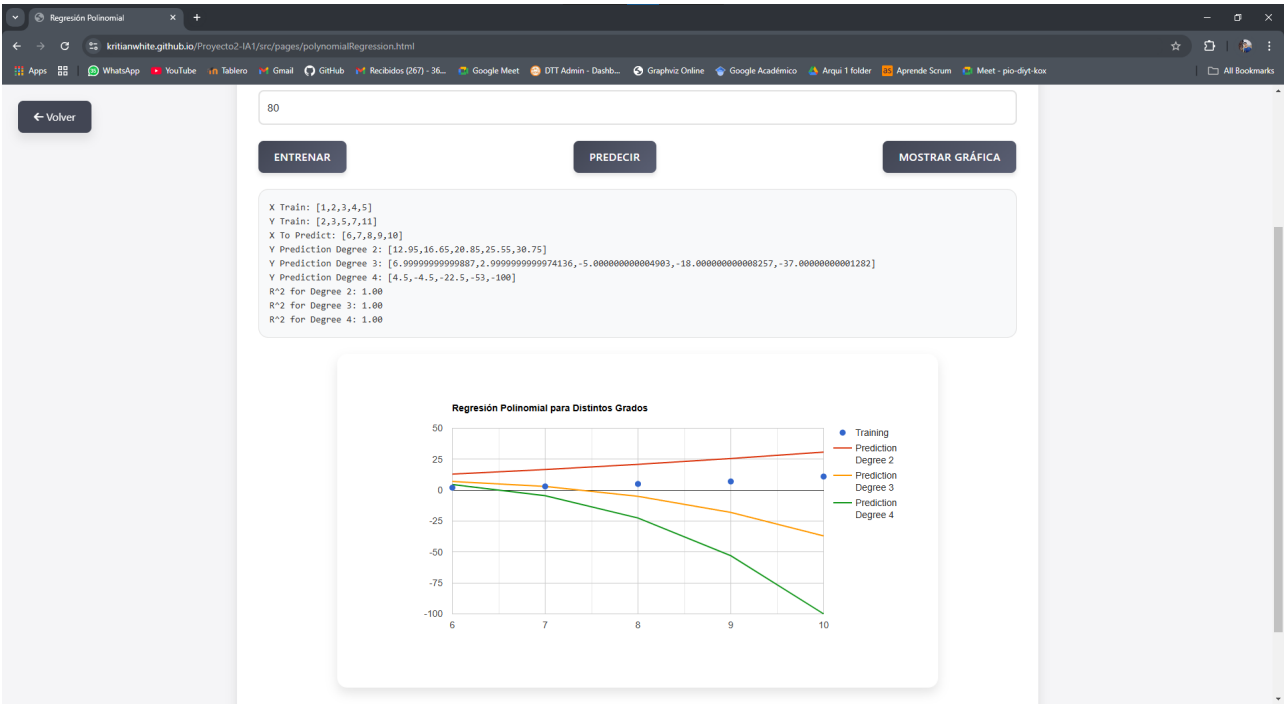 Regresión Polinomial
kritianwhite.github.io/Proyecto2-IA1/src/pages/polynomialRegression.html
Apps WhatsApp YouTube Tablero Gmail GitHub Recibidos (267) - 36... Google Meet DTT Admin - Dashb... Graphviz Online Google Académico Arqui 1 folder Aprende Scrum Meet - pio-diyt-kox All Bookmarks
Volver
80
ENTRENAR PREDECIR MOSTRAR GRÁFICA
X Train: [1,2,3,4,5]
Y Train: [2,3,5,7,11]
X To Predict: [6,7,8,9,10]
Y Prediction Degree 2: [12.95,16.65,20.85,25.55,30.75]
Y Prediction Degree 3: [6.99999999999887,2.9999999999974136,-5.000000000004903,-18.000000000008257,-37.00000000001282]
Y Prediction Degree 4: [4.5,-4.5,-22.5,-53,-100]
R^2 for Degree 2: 1.00
R^2 for Degree 3: 1.00
R^2 for Degree 4: 1.00
Regresión Polinomial para Distintos Grados
50
25
0
-25
-50
-75
-100
6 7 8 9 10
Training
Prediction
Degree 2
Prediction
Degree 3
Prediction
Degree 4